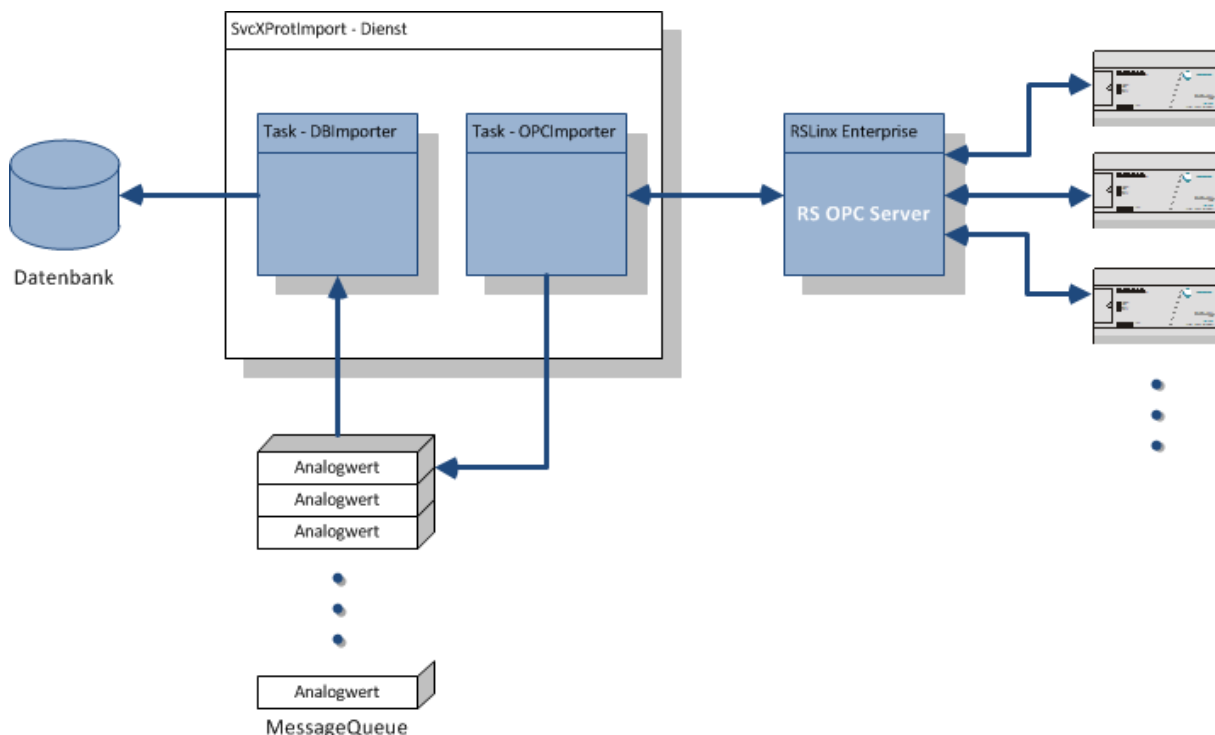 SvcXProtImport - Dienst
Task - DBImporter
Task - OPCImporter
RSLinx Enterprise
RS OPC Server
Datenbank
Analogwert
Analogwert
Analogwert
Analogwert
MessageQueue